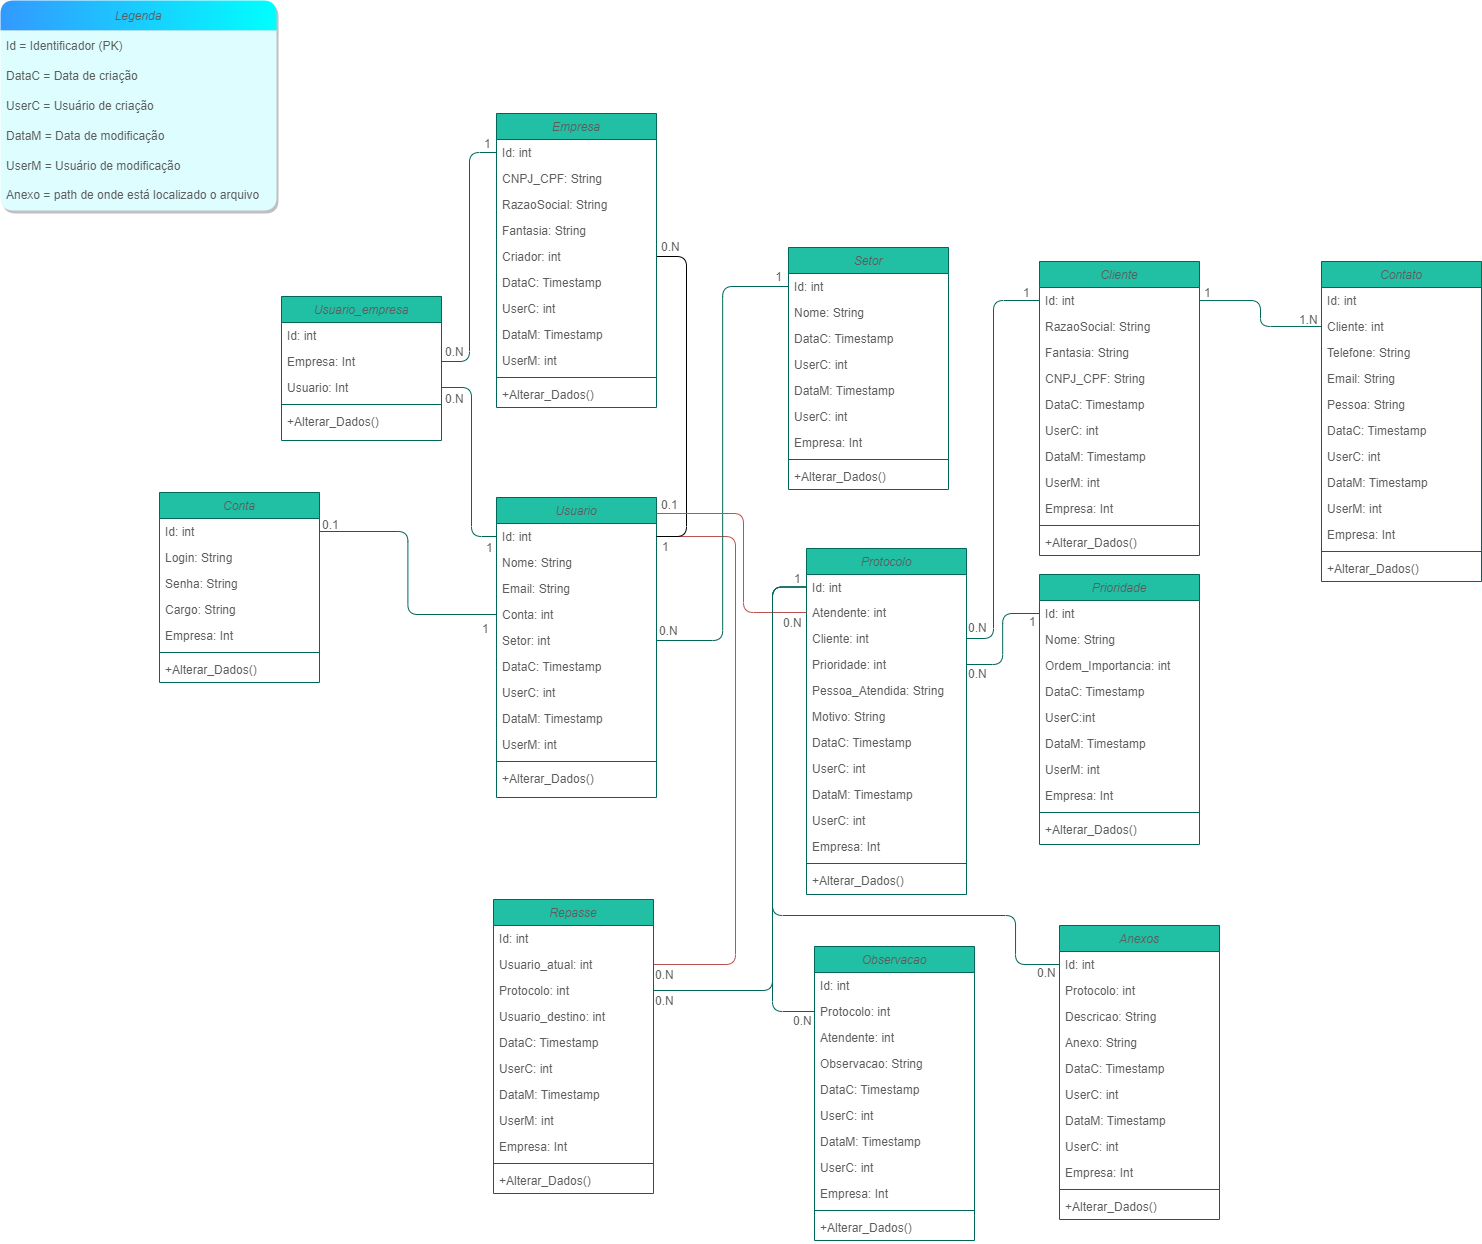 Legenda
Id = Identificador (PK)
DataC = Data de criação
UserC = Usuário de criação
DataM = Data de modificação
UserM = Usuário de modificação
Anexo = path de onde está localizado o arquivo
Empresa
1
Id: int
CNPJ_CPF: String
RazaoSocial: String
Fantasia: String
Criador: int
0.N
DataC: Timestamp
UserC: int
DataM: Timestamp
UserM: int
+Alterar_Dados()
Usuario_empresa
Id: int
Empresa: Int
0.N
Usuario: Int
0.N
+Alterar_Dados()
Setor
1
Id: int
Nome: String
DataC: Timestamp
UserC: int
DataM: Timestamp
UserC: int
Empresa: Int
+Alterar_Dados()
Cliente
1
Id: int
1
RazaoSocial: String
Fantasia: String
CNPJ_CPF: String
DataC: Timestamp
UserC: int
DataM: Timestamp
UserM: int
Empresa: Int
+Alterar_Dados()
Contato
Id: int
1.N
Cliente: int
Telefone: String
Email: String
Pessoa: String
DataC: Timestamp
UserC: int
DataM: Timestamp
UserM: int
Empresa: Int
+Alterar_Dados()
Conta
Id: int
0.1
Login: String
Senha: String
Cargo: String
Empresa: Int
+Alterar_Dados()
Usuario
0.1
Id: int
1
1
Nome: String
Email: String
Conta: int
1
Setor: int
0.N
DataC: Timestamp
UserC: int
DataM: Timestamp
UserM: int
+Alterar_Dados()
Protocolo
1
Id: int
Atendente: int
0.N
Cliente: int
0.N
Prioridade: int
0.N
Pessoa_Atendida: String
Motivo: String
DataC: Timestamp
UserC: int
DataM: Timestamp
UserC: int
Empresa: Int
+Alterar_Dados()
Prioridade
Id: int
1
Nome: String
Ordem_Importancia: int
DataC: Timestamp
UserC:int
DataM: Timestamp
UserM: int
Empresa: Int
+Alterar_Dados()
Repasse
Id: int
Usuario_atual: int
0.N
Protocolo: int
0.N
Usuario_destino: int
DataC: Timestamp
UserC: int
DataM: Timestamp
UserM: int
Empresa: Int
+Alterar_Dados()
Observacao
Id: int
Protocolo: int
0.N
Atendente: int
Observacao: String
DataC: Timestamp
UserC: int
DataM: Timestamp
UserC: int
Empresa: Int
+Alterar_Dados()
Anexos
Id: int
0.N
Protocolo: int
Descricao: String
Anexo: String
DataC: Timestamp
UserC: int
DataM: Timestamp
UserC: int
Empresa: Int
+Alterar_Dados()